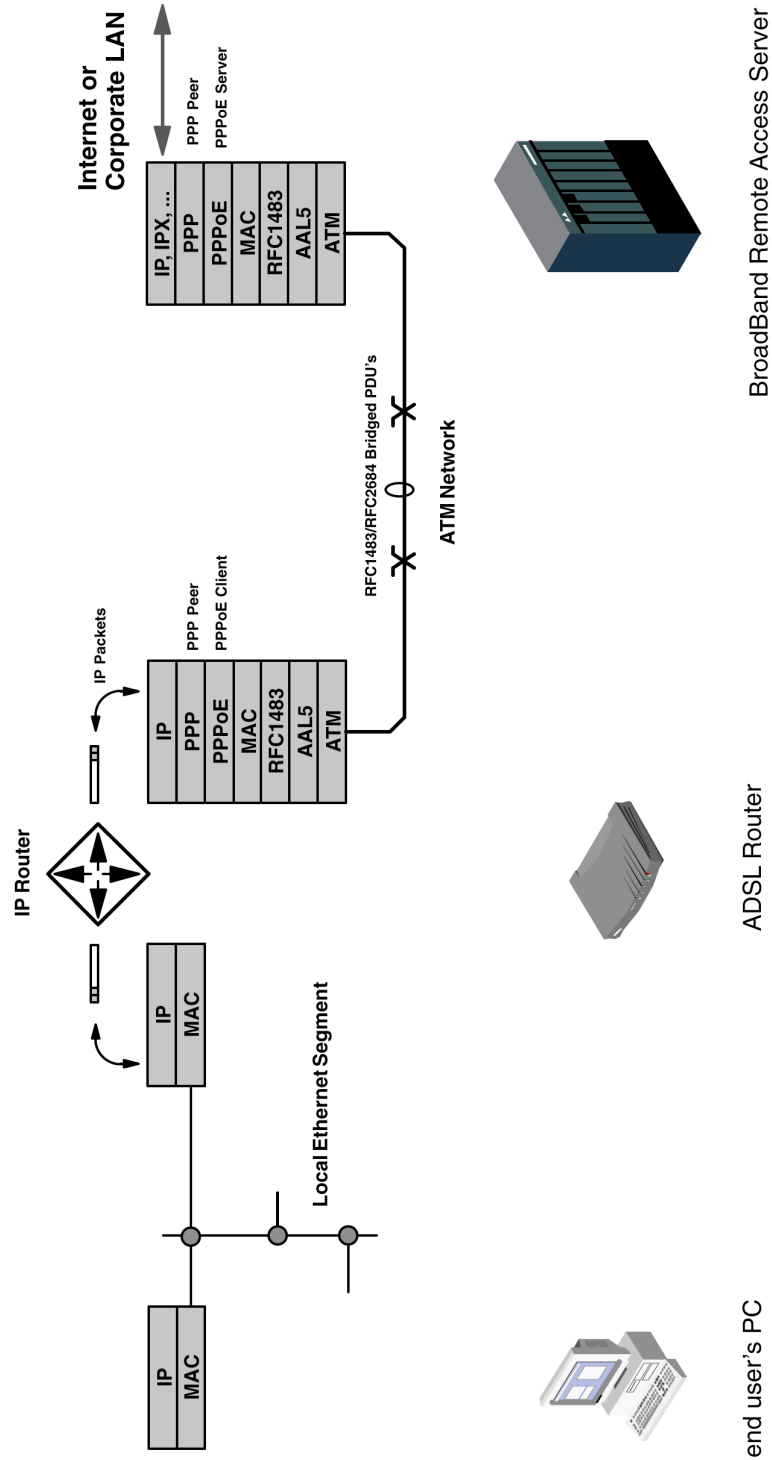 IP
MAC
Local Ethernet Segment
IP
MAC
IP Router
IP Packets
IP
PPP
PPPoE
MAC
RFC1483
AAL5
ATM
PPP Peer
PPPoE Client
RFC1483/RFC2684 Bridged PDU's
ATM Network
Internet or
Corporate LAN
IP, IPX, ...
PPP
PPPoE
MAC
RFC1483
AAL5
ATM
PPP Peer
PPPoE Server
end user's PC
ADSL Router
BroadBand Remote Access Server